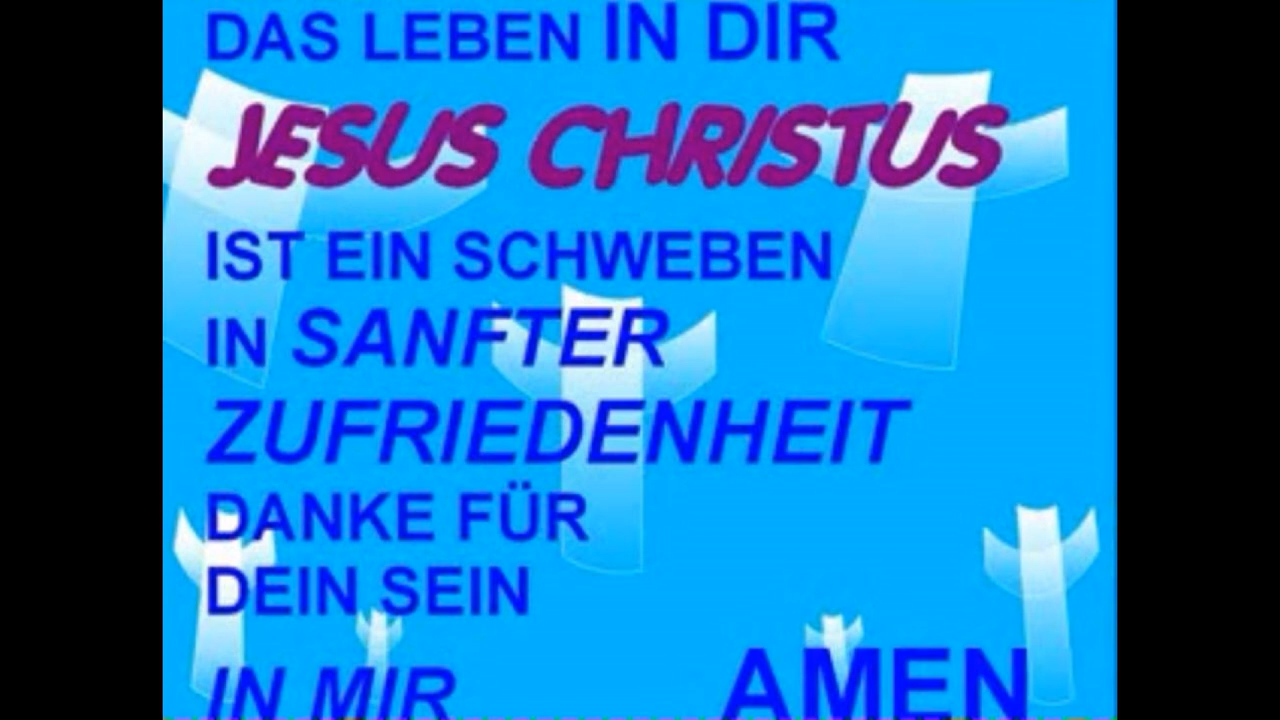 DAS LEBEN IN DIR
JESUS CHRISTUS
IST EIN SCHWEBEN
IN SANFTER
ZUFRIEDENHEIT
DANKE FÜR
DEIN SEIN
IN MIR AMEN